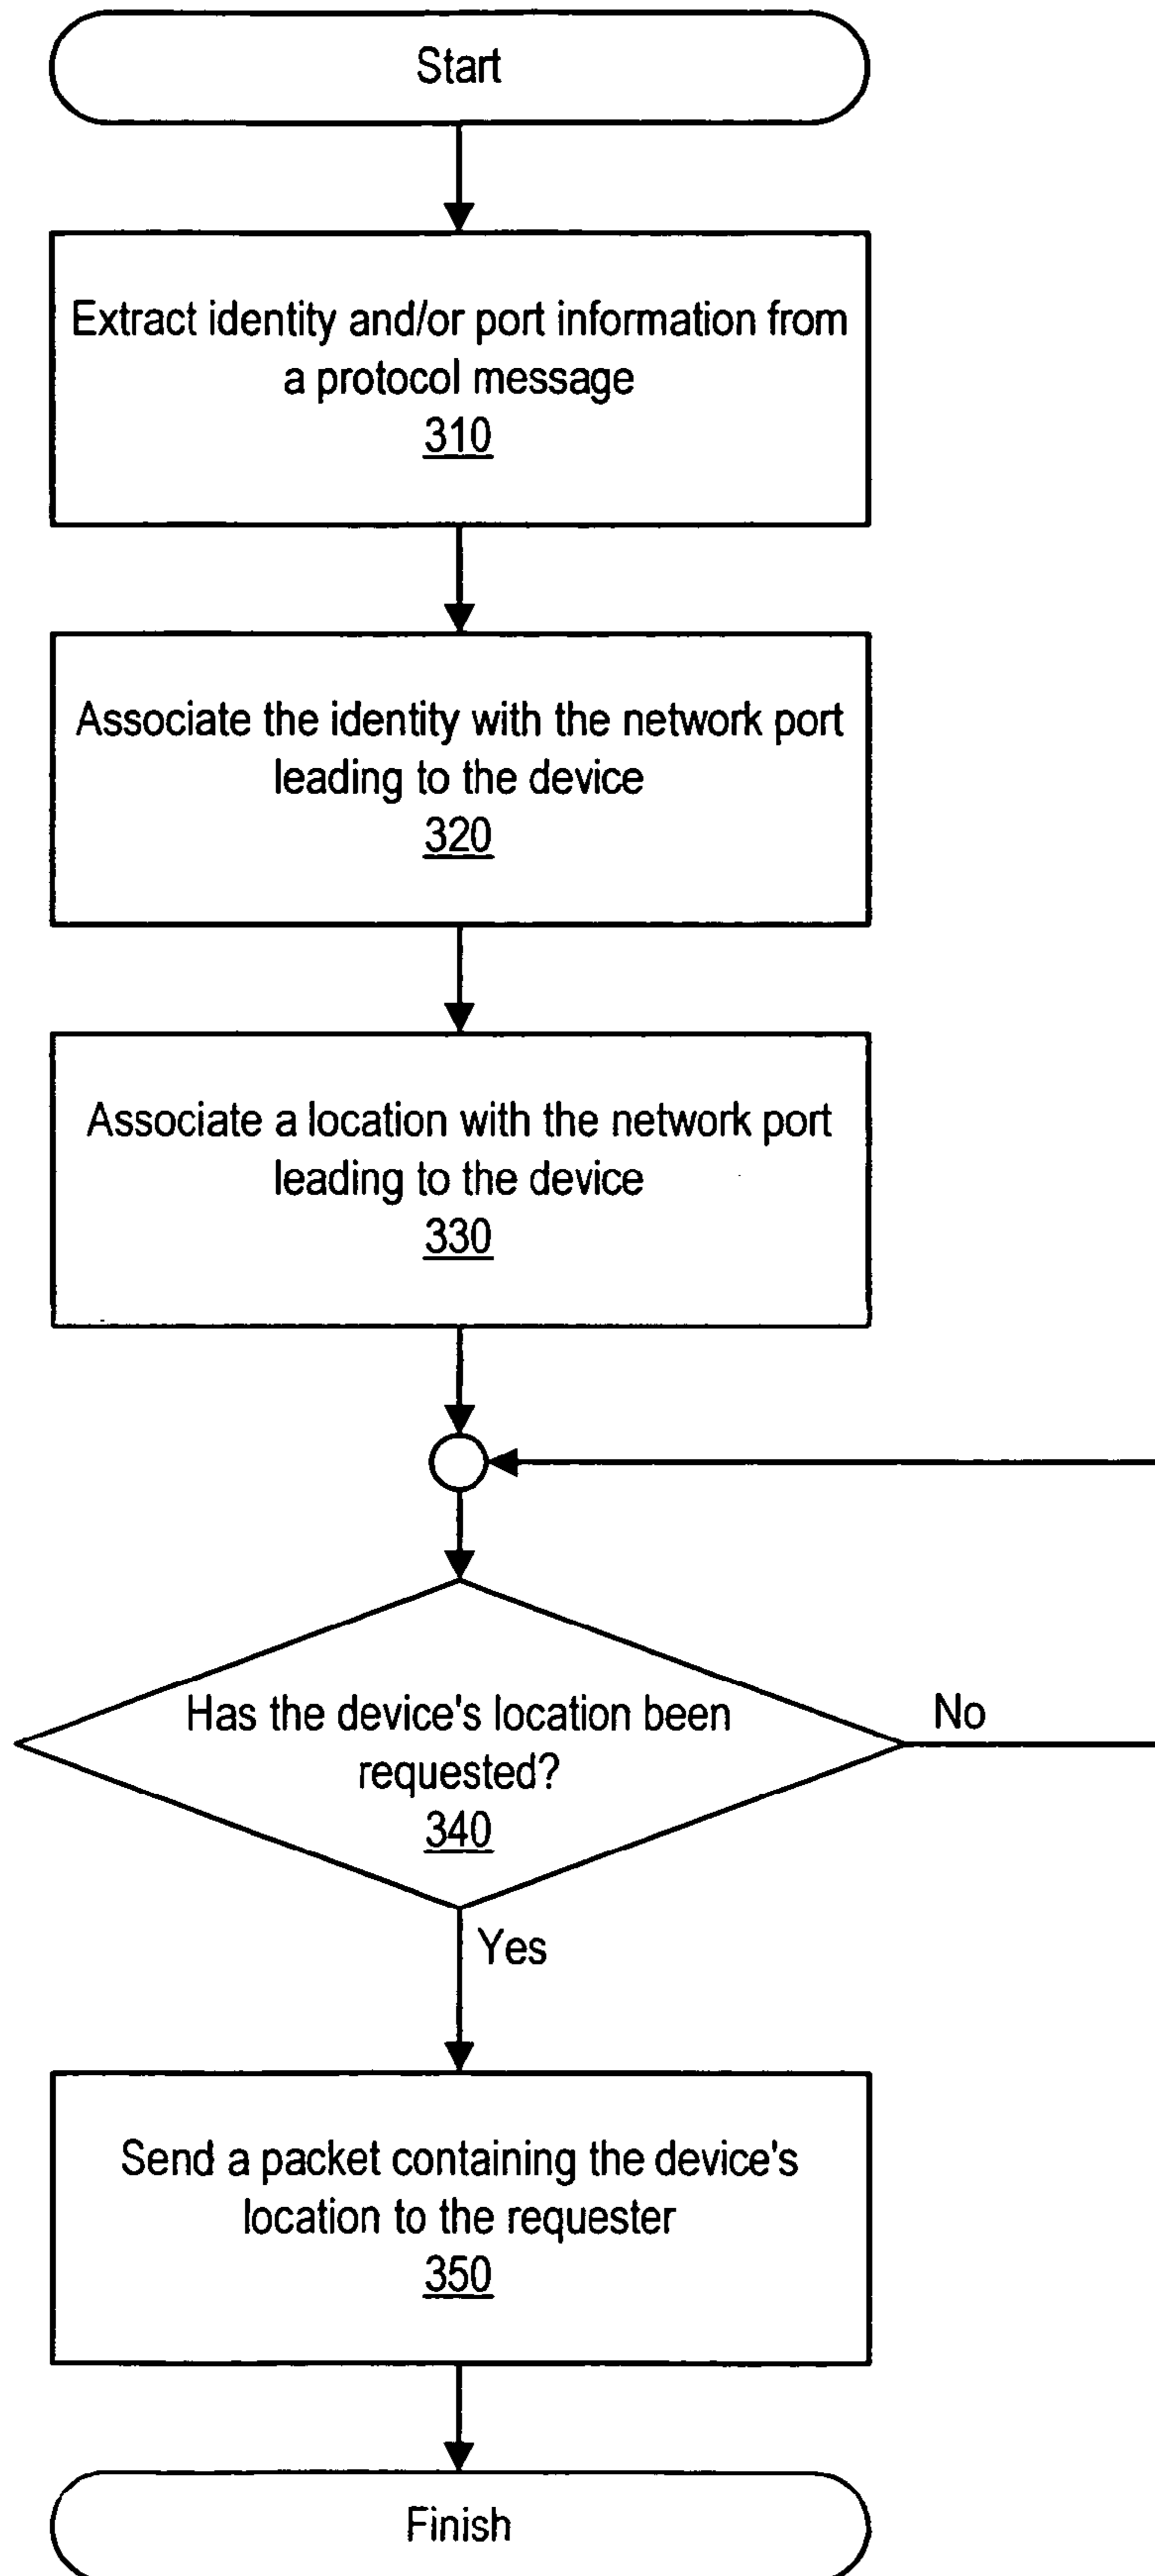 Start
Extract identity and/or port information from
a protocol message
310
Associate the identity with the network port
leading to the device
320
Associate a location with the network port
leading to the device
330
Has the device's location been
requested?
340
No
Yes
Send a packet containing the device's
location to the requester
350
Finish